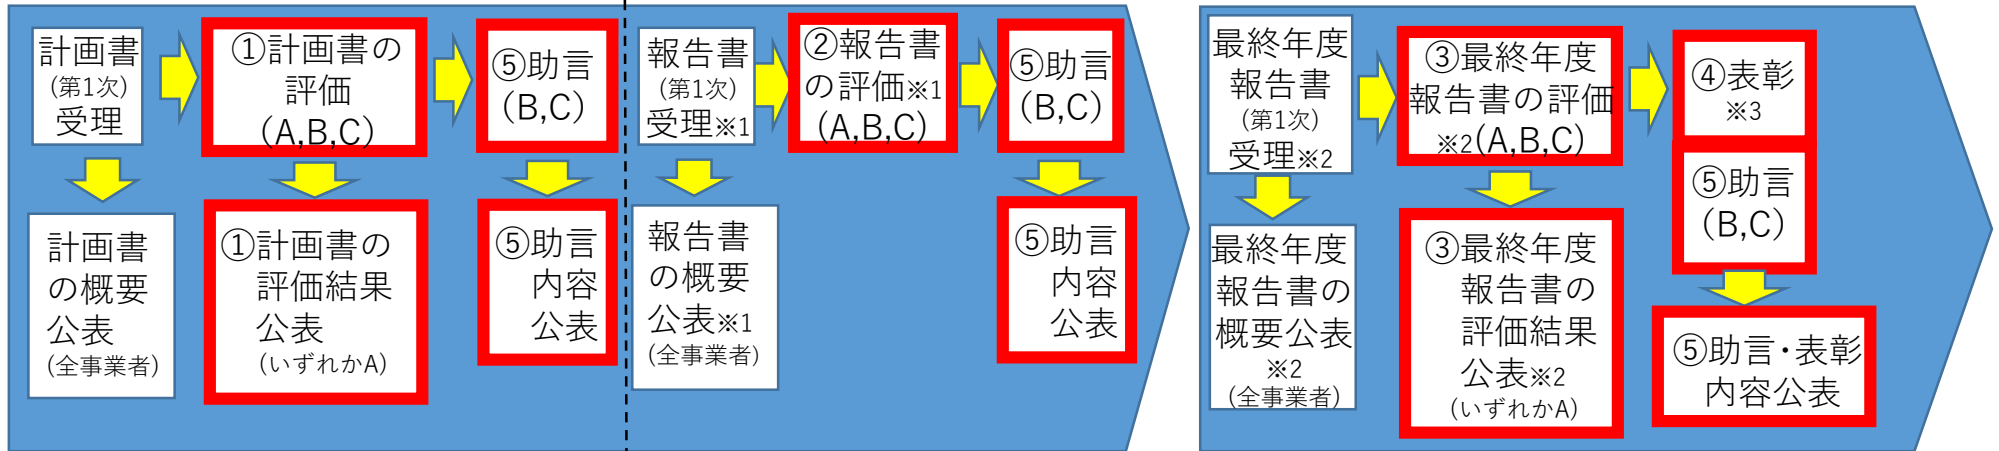 計画書
(第1次)
受理
①計画書の
評価
(A,B,C)
⑤助言
(B,C)
計画書
の概要
公表
(全事業者)
①計画書の
評価結果
公表
(いずれかA)
⑤助言
内容
公表
報告書
(第1次)
受理※1
②報告書
の評価※1
(A,B,C)
⑤助言
(B,C)
報告書
の概要
公表※1
(全事業者)
⑤助言
内容
公表
最終年度
報告書
(第1次)
受理※2
③最終年度
報告書の評価
※2(A,B,C)
④表彰
※3
⑤助言
(B,C)
最終年度
報告書の
概要公表
※2
(全事業者)
③最終年度
報告書の
評価結果
公表※2
(いずれかA)
⑤助言・表彰
内容公表